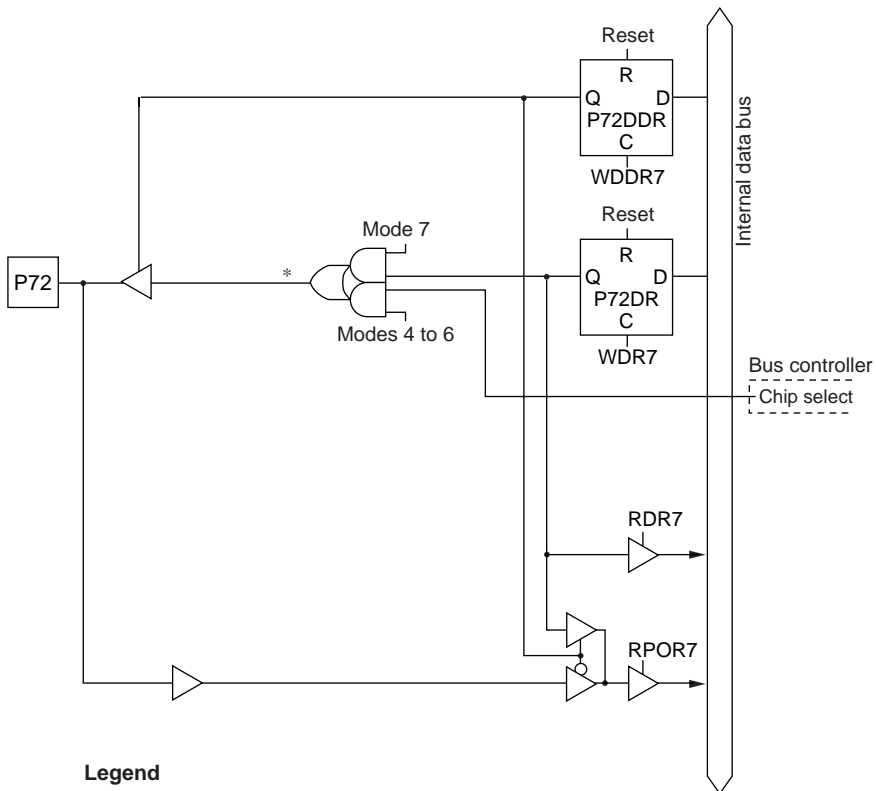 Reset
R
Q D
P72DDR
C
WDDR7
Internal data bus
Reset
R
Q D
P72DR
C
WDR7
Mode 7
P72
*
Modes 4 to 6
Bus controller
Chip select
RDR7
RPOR7
Legend